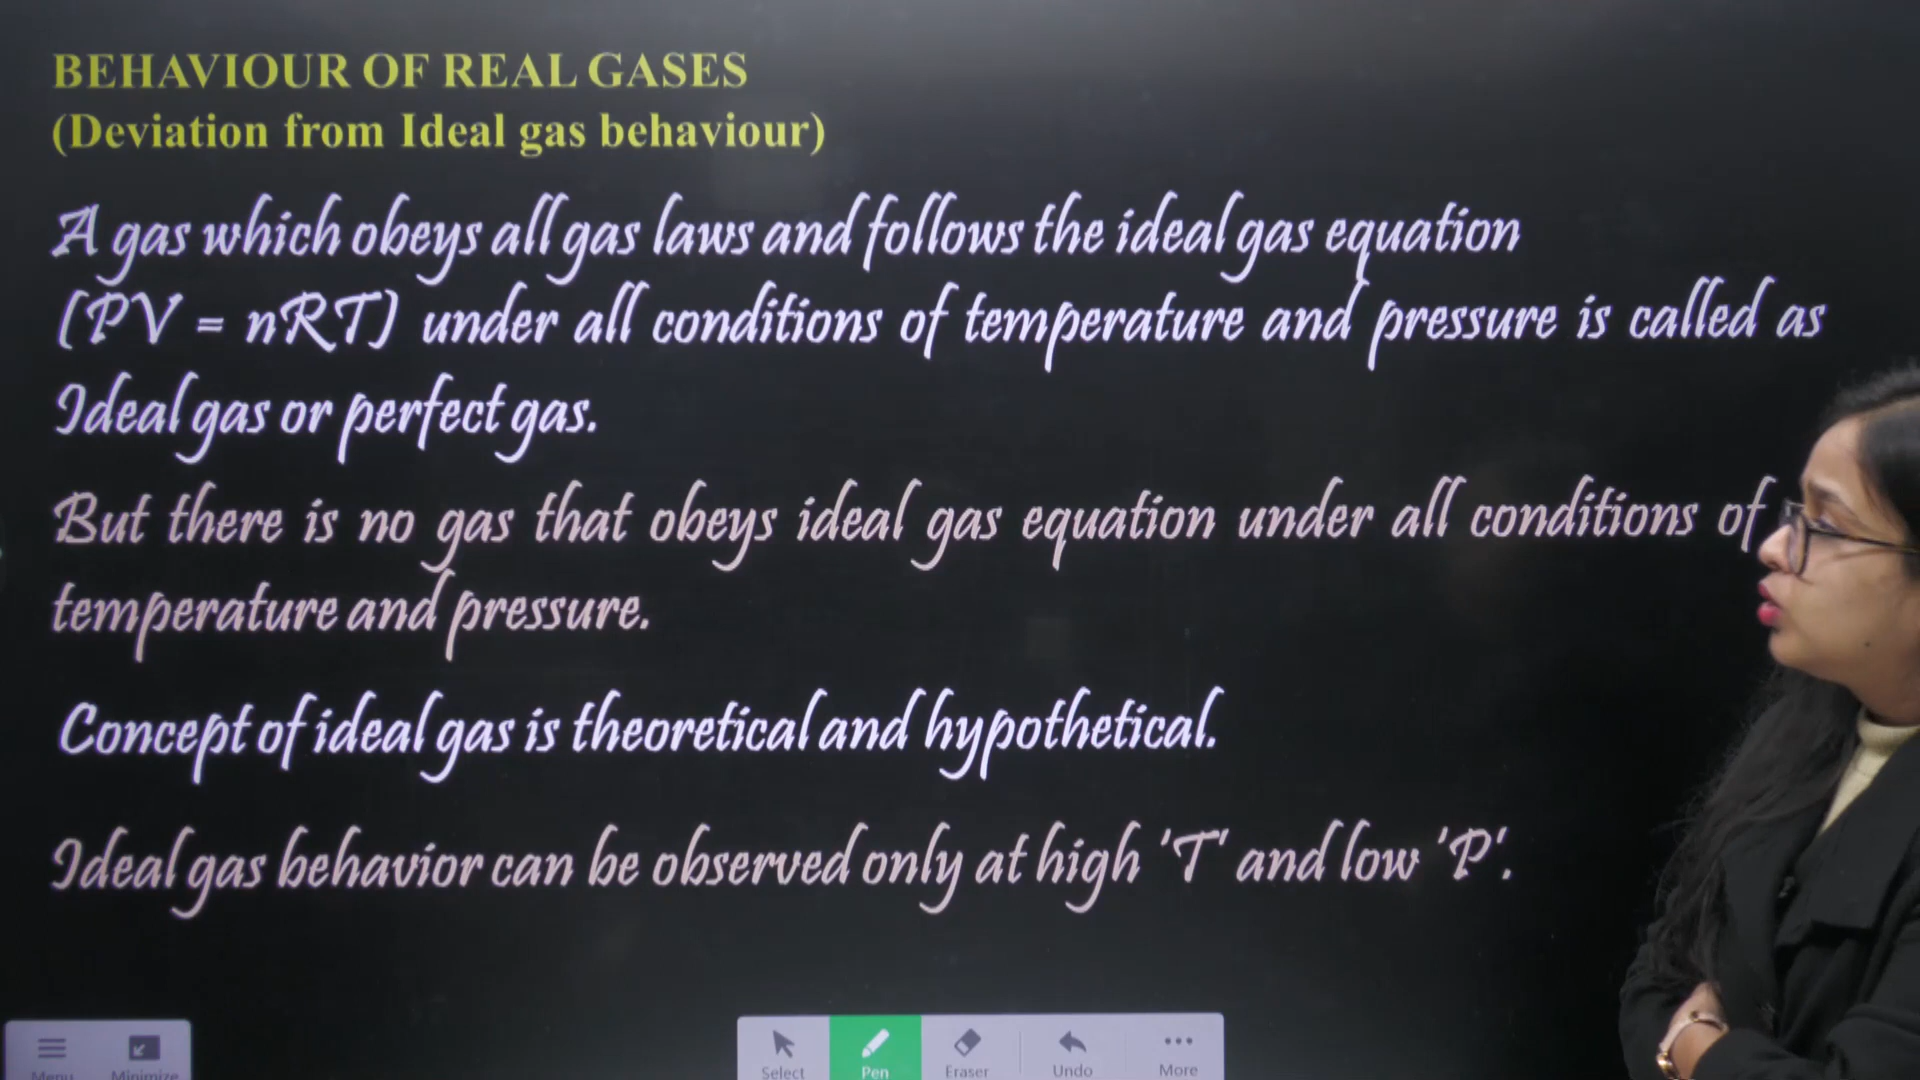 BEHAVIOUR OF REAL GASES
(Deviation from Ideal gas behaviour)
A gas which obeys all gas laws and follows the ideal gas equation
(PV = nRT) under all conditions of temperature and pressure is called as
Ideal gas or perfect gas.
But there is no gas that obeys ideal gas equation under all conditions of
temperature and pressure.
Concept of ideal gas is theoretical and hypothetical.
Ideal gas behavior can be observed only at high 'T' and low 'P'.
Menu Minimize Select Pen Eraser Undo More